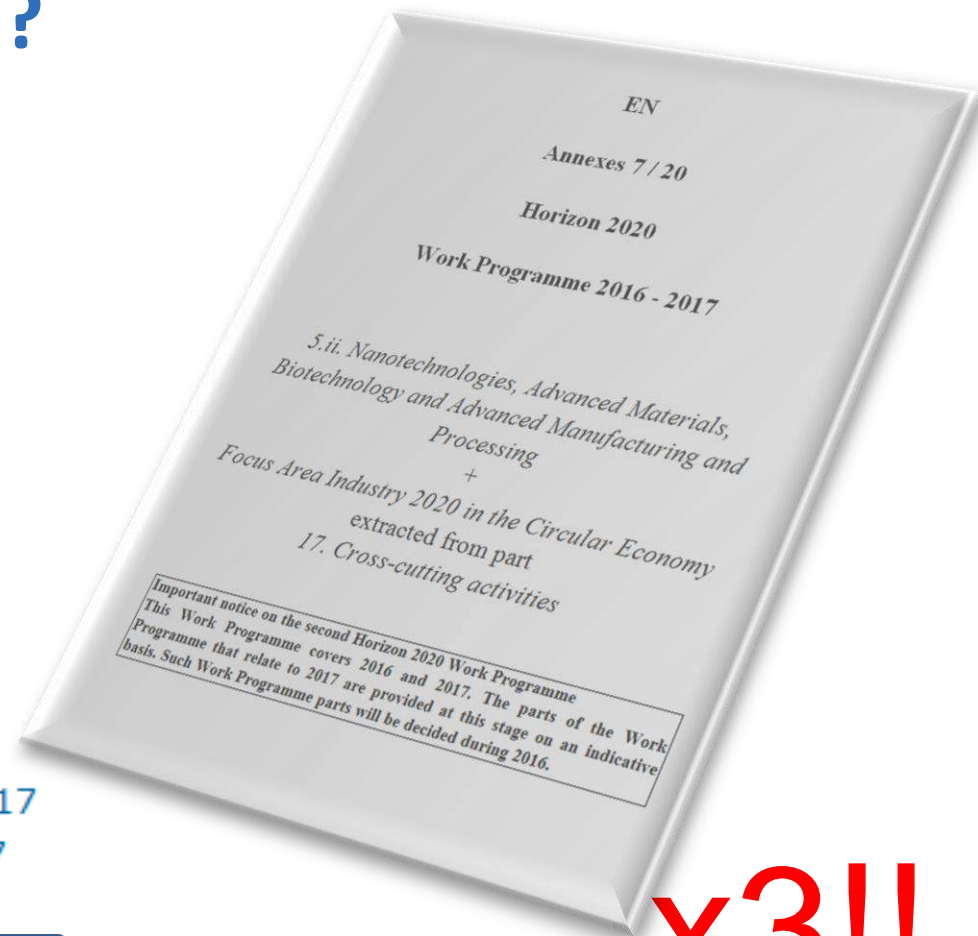 ?
EN
Annexes 7 / 20
Horizon 2020
Work Programme 2016 - 2017
5.ii. Nanotechnologies, Advanced Materials,
Biotechnology and Advanced Manufacturing and
Processing
+
Focus Area Industry 2020 in the Circular Economy
extracted from part
17. Cross-cutting activities
Important notice on the second Horizon 2020 Work Programme
This Work Programme covers 2016 and 2017. The parts of the Work
Programme that relate to 2017 are provided at this stage on an indicative
basis. Such Work Programme parts will be decided during 2016.
17
7
x3!!